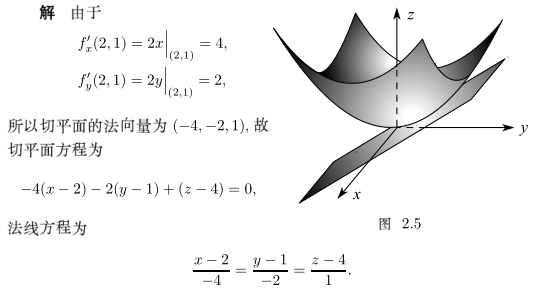 解 由于
f′ₓ(2, 1) = 2x|₍₂,₁₎ = 4,
f′ᵧ(2, 1) = 2y|₍₂,₁₎ = 2,
所以切平面的法向量为 (−4, −2, 1), 故
切平面方程为
−4(x − 2) − 2(y − 1) + (z − 4) = 0,
法线方程为
z
y
x
图 2.5
(x − 2)/(−4) = (y − 1)/(−2) = (z − 4)/1.